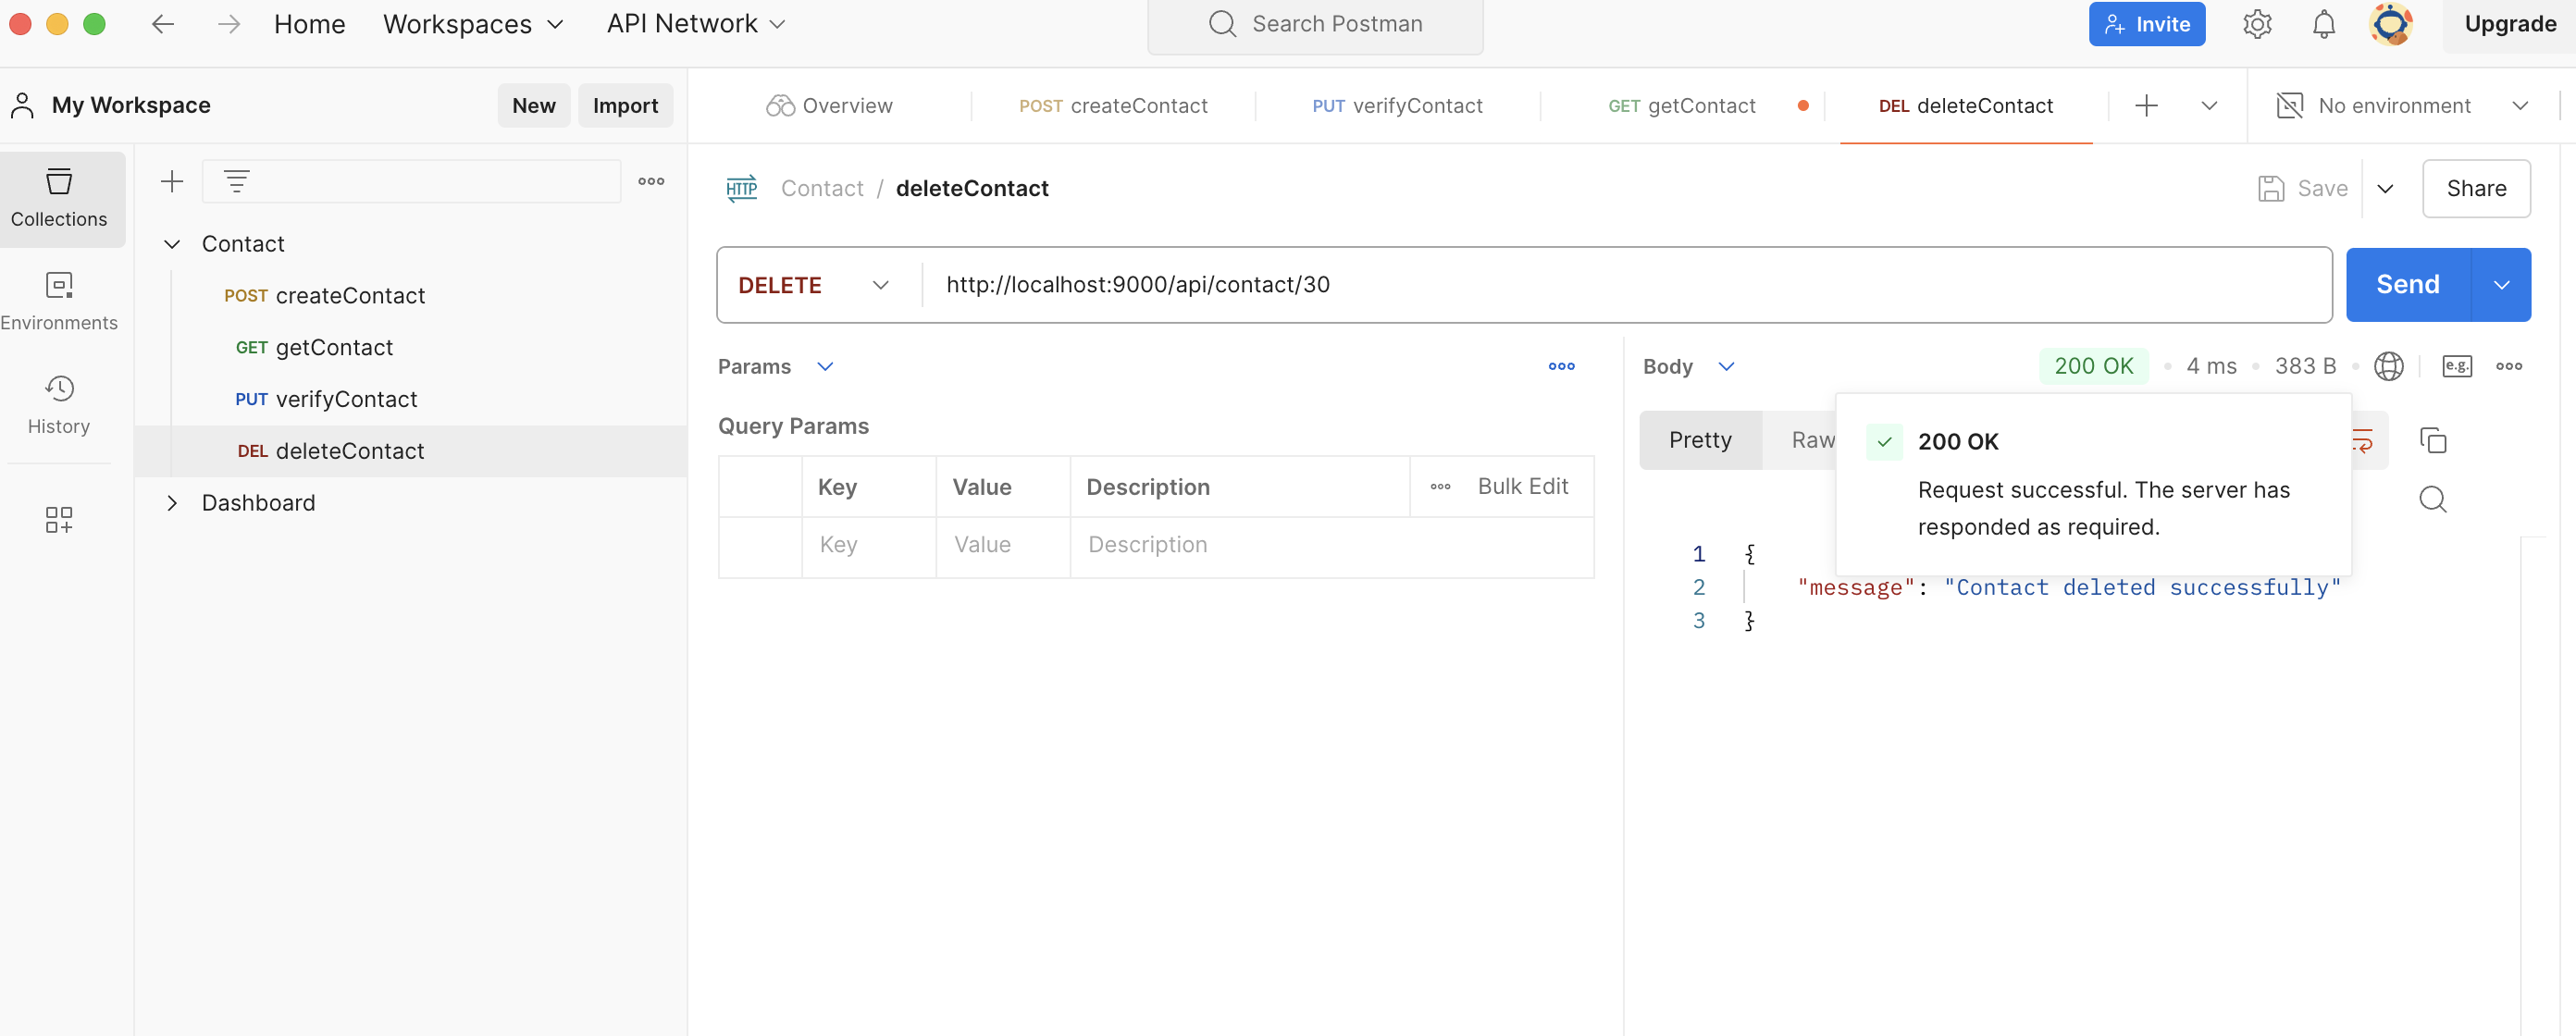 Home Workspaces API Network Search Postman Invite Upgrade
My Workspace New Import Overview POST createContact PUT verifyContact GET getContact DEL deleteContact No environment
Collections
Environments
History
Contact
POST createContact
GET getContact
PUT verifyContact
DEL deleteContact
Dashboard
HTTP Contact / deleteContact Save Share
DELETE http://localhost:9000/api/contact/30 Send
Params
Query Params
Key Value Description Bulk Edit
Key Value Description
Body 200 OK 4 ms 383 B e.g.
Pretty Raw
200 OK
Request successful. The server has
responded as required.
1 {
2 "message": "Contact deleted successfully"
3 }